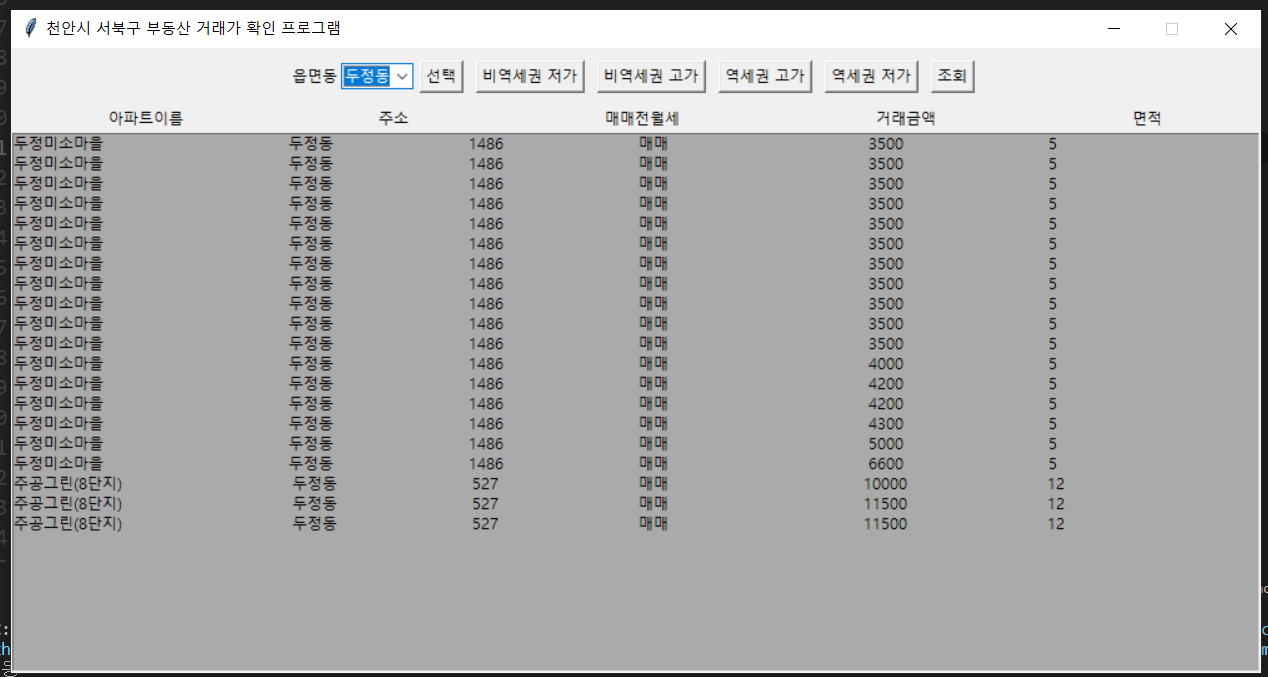 천안시 서북구 부동산 거래가 확인 프로그램
읍면동 두정동 선택 비역세권 저가 비역세권 고가 역세권 고가 역세권 저가 조회
아파트이름 주소 매매전월세 거래금액 면적
두정미소마을 두정동 1486 매매 3500 5
두정미소마을 두정동 1486 매매 3500 5
두정미소마을 두정동 1486 매매 3500 5
두정미소마을 두정동 1486 매매 3500 5
두정미소마을 두정동 1486 매매 3500 5
두정미소마을 두정동 1486 매매 3500 5
두정미소마을 두정동 1486 매매 3500 5
두정미소마을 두정동 1486 매매 3500 5
두정미소마을 두정동 1486 매매 3500 5
두정미소마을 두정동 1486 매매 3500 5
두정미소마을 두정동 1486 매매 3500 5
두정미소마을 두정동 1486 매매 4000 5
두정미소마을 두정동 1486 매매 4200 5
두정미소마을 두정동 1486 매매 4200 5
두정미소마을 두정동 1486 매매 4300 5
두정미소마을 두정동 1486 매매 5000 5
두정미소마을 두정동 1486 매매 6600 5
주공그린(8단지) 두정동 527 매매 10000 12
주공그린(8단지) 두정동 527 매매 11500 12
주공그린(8단지) 두정동 527 매매 11500 12